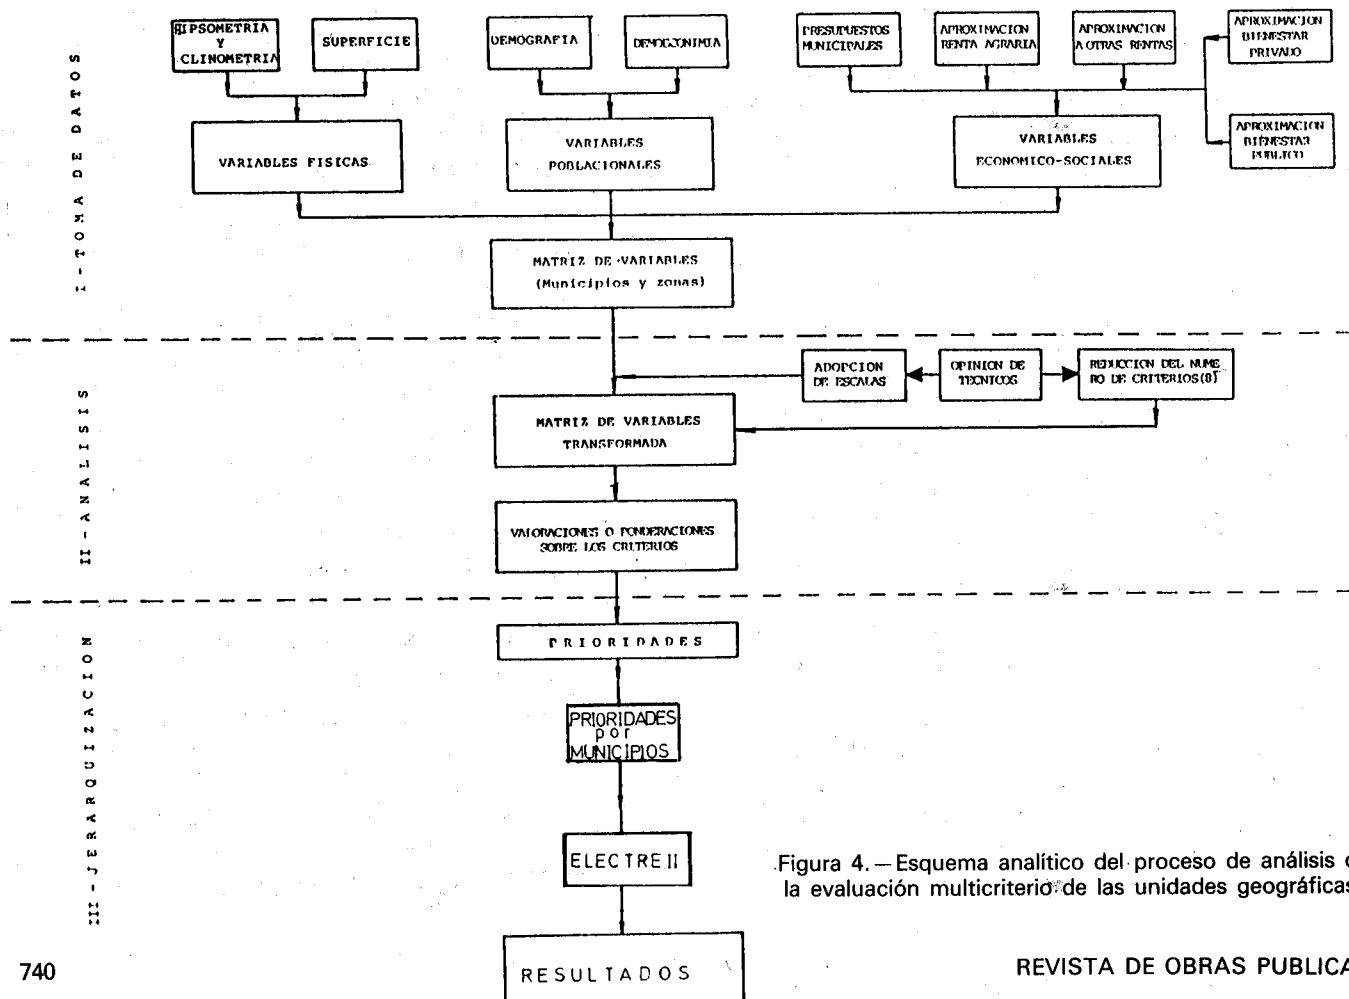 I - TOMA DE DATOS
HIPSOMETRIA
Y
CLINOMETRIA
SUPERFICIE
DEMOGRAFIA
PRESUPUESTOS
MUNICIPALES
APROXIMACION
RENTA AGRARIA
APROXIMACION
A OTRAS RENTAS
APROXIMACION
BIENESTAR
PRIVADO
APROXIMACION
BIENESTAR
PUBLICO
VARIABLES FISICAS
VARIABLES
POBLACIONALES
VARIABLES
ECONOMICO-SOCIALES
MATRIZ DE VARIABLES
(Municipios y zonas)
II - ANALISIS
ADOPCION
DE ESCALAS
OPINION DE
TECNICOS
REDUCCION DEL NUME
RO DE CRITERIOS(8)
MATRIZ DE VARIABLES
TRANSFORMADA
VALORACIONES O PONDERACIONES
SOBRE LOS CRITERIOS
III - JERARQUIZACION
PRIORIDADES
PRIORIDADES
por
MUNICIPIOS
ELECTRE II
RESULTADOS
Figura 4. — Esquema analítico del proceso de análisis
la evaluación multicriterio de las unidades geográficas
740
REVISTA DE OBRAS PUBLICA